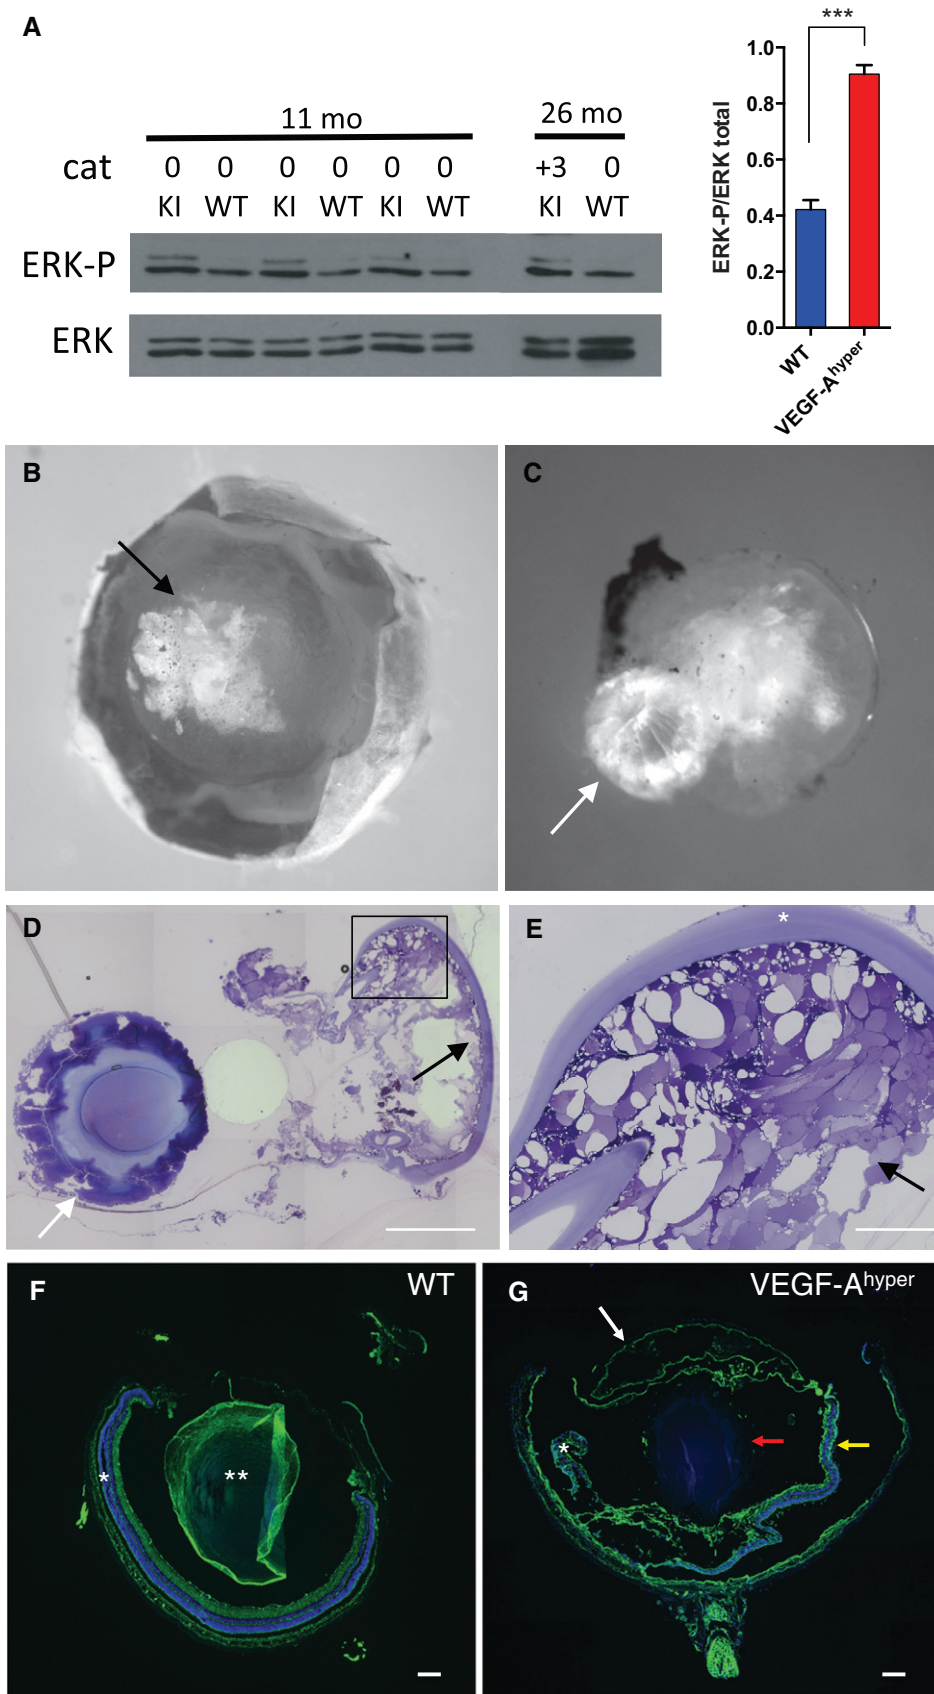 A
11 mo
26 mo
cat 0 0 0 0 0 0 +3 0
KI WT KI WT KI WT KI WT
ERK-P
ERK
***
ERK-P/ERK total
1.0
0.8
0.6
0.4
0.2
0.0
WT
VEGF-Ahyper
B
C
D
E
*
F
WT
*
**
G
VEGF-Ahyper
*